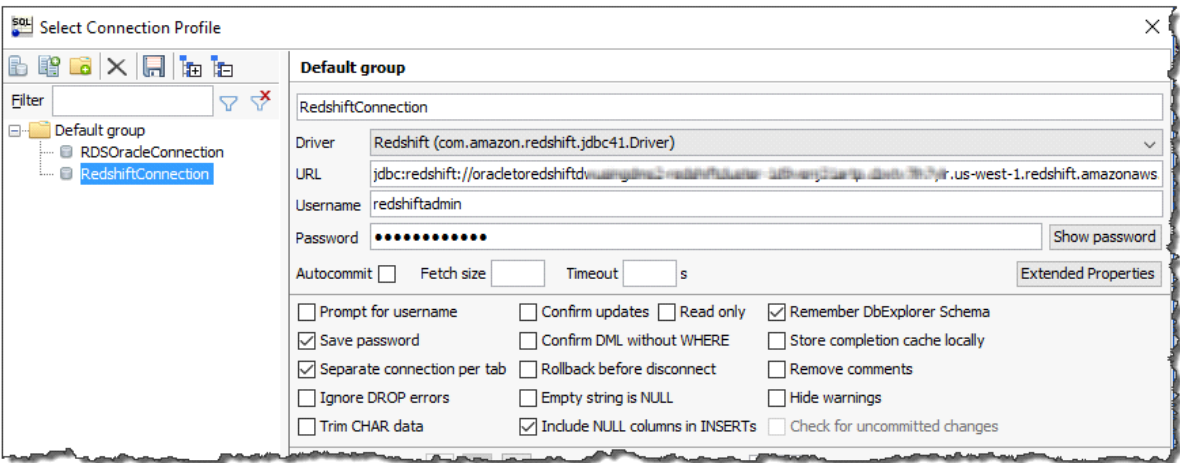 SQL Select Connection Profile
Default group
Filter
RedshiftConnection
Default group
RDSOracleConnection
RedshiftConnection
Driver Redshift (com.amazon.redshift.jdbc41.Driver)
URL jdbc:redshift://oracletoredshiftdw r.us-west-1.redshift.amazonaws
Username redshiftadmin
Password ●●●●●●●●●●●● Show password
Autocommit Fetch size Timeout s Extended Properties
Prompt for username Confirm updates Read only Remember DbExplorer Schema
Save password Confirm DML without WHERE Store completion cache locally
Separate connection per tab Rollback before disconnect Remove comments
Ignore DROP errors Empty string is NULL Hide warnings
Trim CHAR data Include NULL columns in INSERTs Check for uncommitted changes